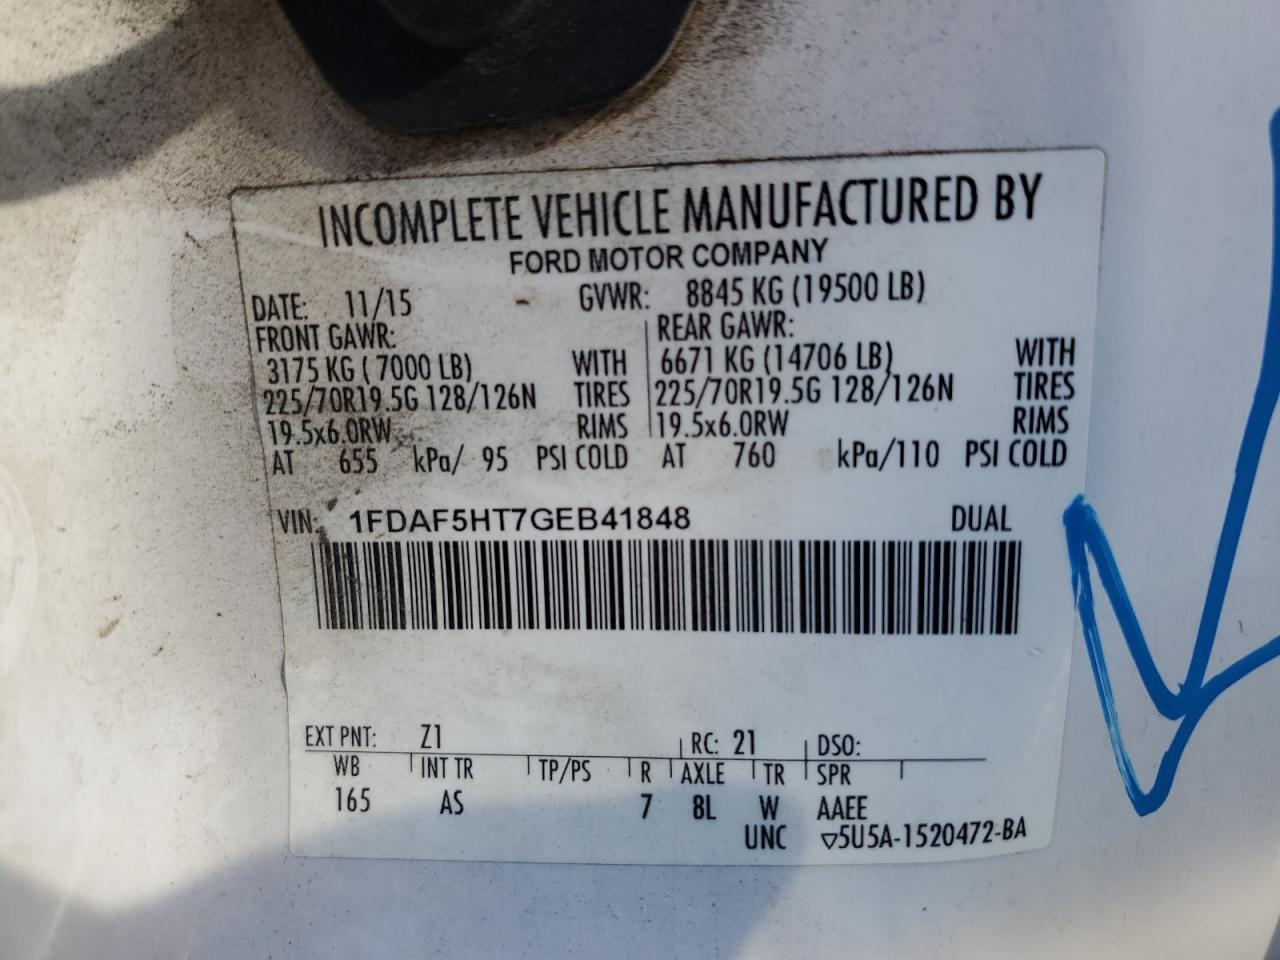 INCOMPLETE VEHICLE MANUFACTURED BY
FORD MOTOR COMPANY
DATE: 11/15 GVWR: 8845 KG (19500 LB)
FRONT GAWR: REAR GAWR:
3175 KG (7000 LB) WITH 6671 KG (14706 LB) WITH
225/70R19.5G 128/126N TIRES 225/70R19.5G 128/126N TIRES
19.5x6.0RW RIMS 19.5x6.0RW RIMS
AT 655 kPa/ 95 PSI COLD AT 760 kPa/110 PSI COLD
VIN: 1FDAF5HT7GEB41848 DUAL
EXT PNT: Z1 RC: 21 DSO:
WB INT TR TP/PS R AXLE TR SPR
165 AS 7 8L W AAEE
UNC ▽5U5A-1520472-BA